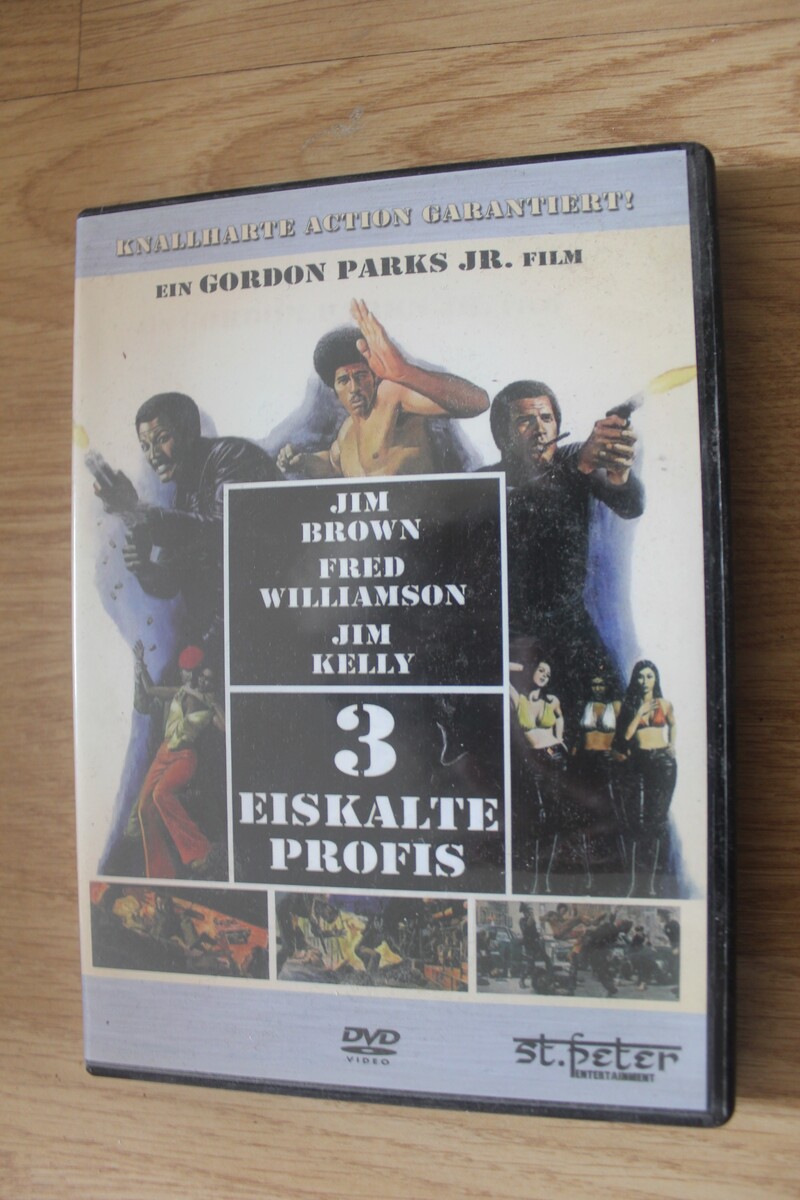 KNALLHARTE ACTION GARANTIERT!
EIN GORDON PARKS JR. FILM
JIM
BROWN
FRED
WILLIAMSON
JIM
KELLY
3
EISKALTE
PROFIS
DVD
VIDEO
st.peter
ENTERTAINMENT